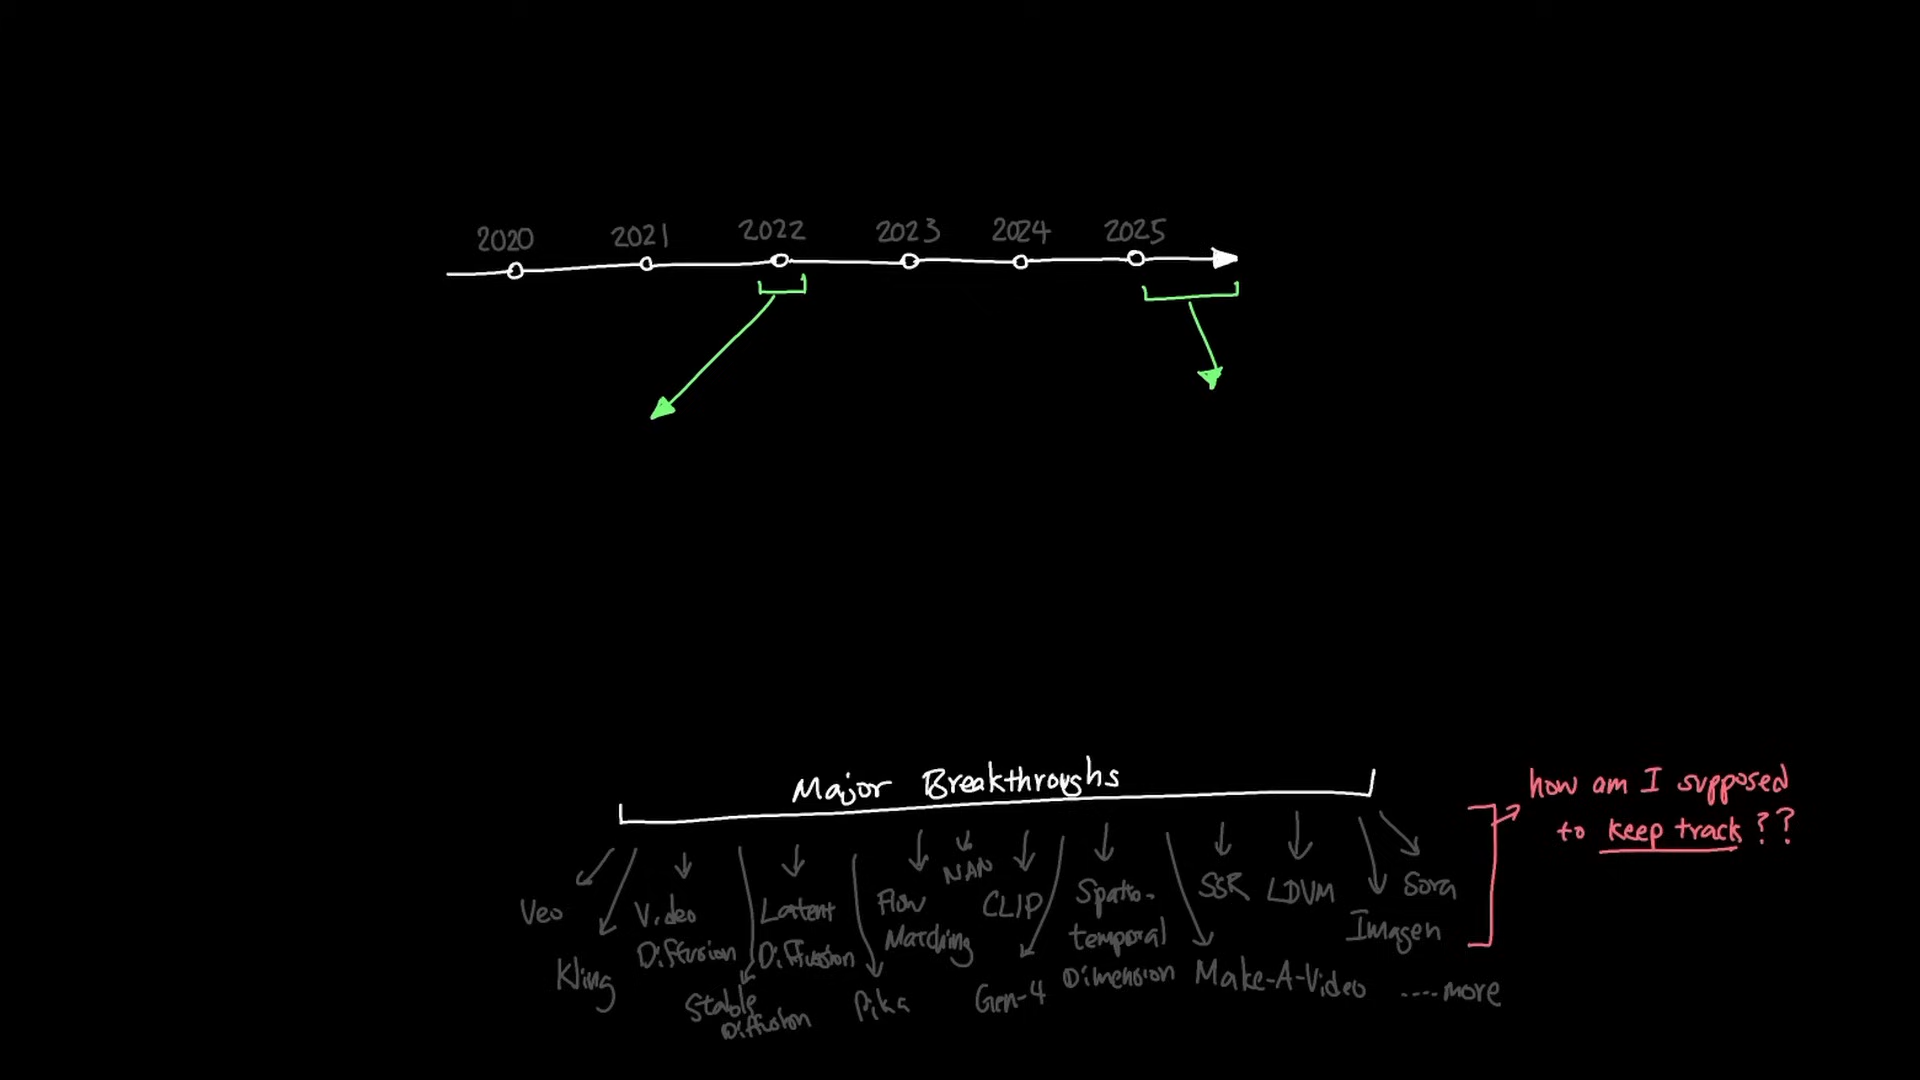 2020 2021 2022 2023 2024 2025
Major Breakthroughs
how am I supposed
to keep track??
Veo
Kling
Video
Diffusion
Stable
Diffusion
Latent
Diffusion
Pika
Flow
Matching
NAN
CLIP
Gen-4
Spatio-
temporal
Dimension
Make-A-Video
SSR
LDVM
Imagen
Sora
....more